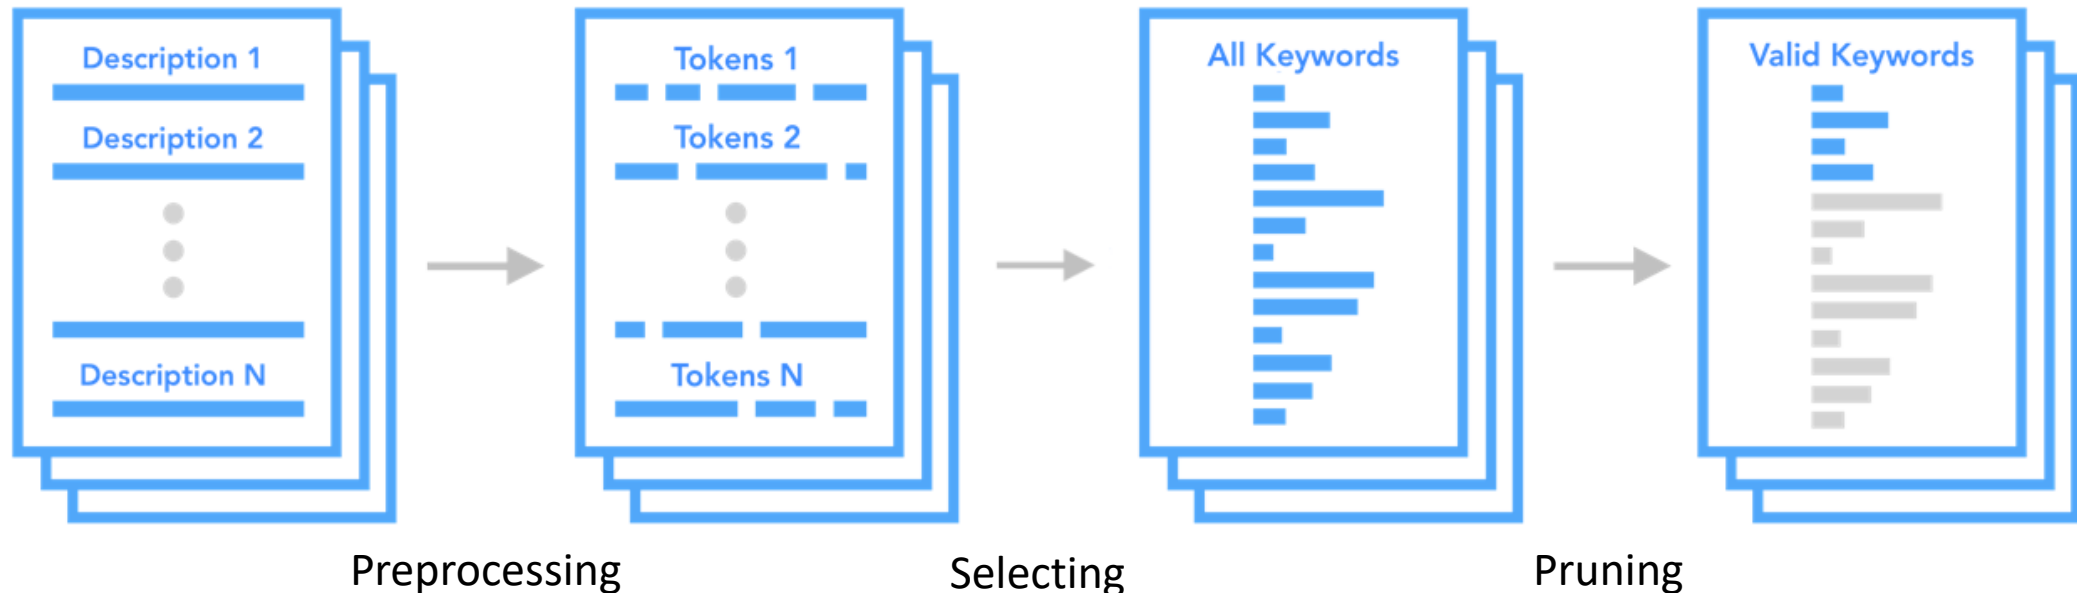 Description 1
Description 2
Description N
Tokens 1
Tokens 2
Tokens N
All Keywords
Valid Keywords
Preprocessing
Selecting
Pruning